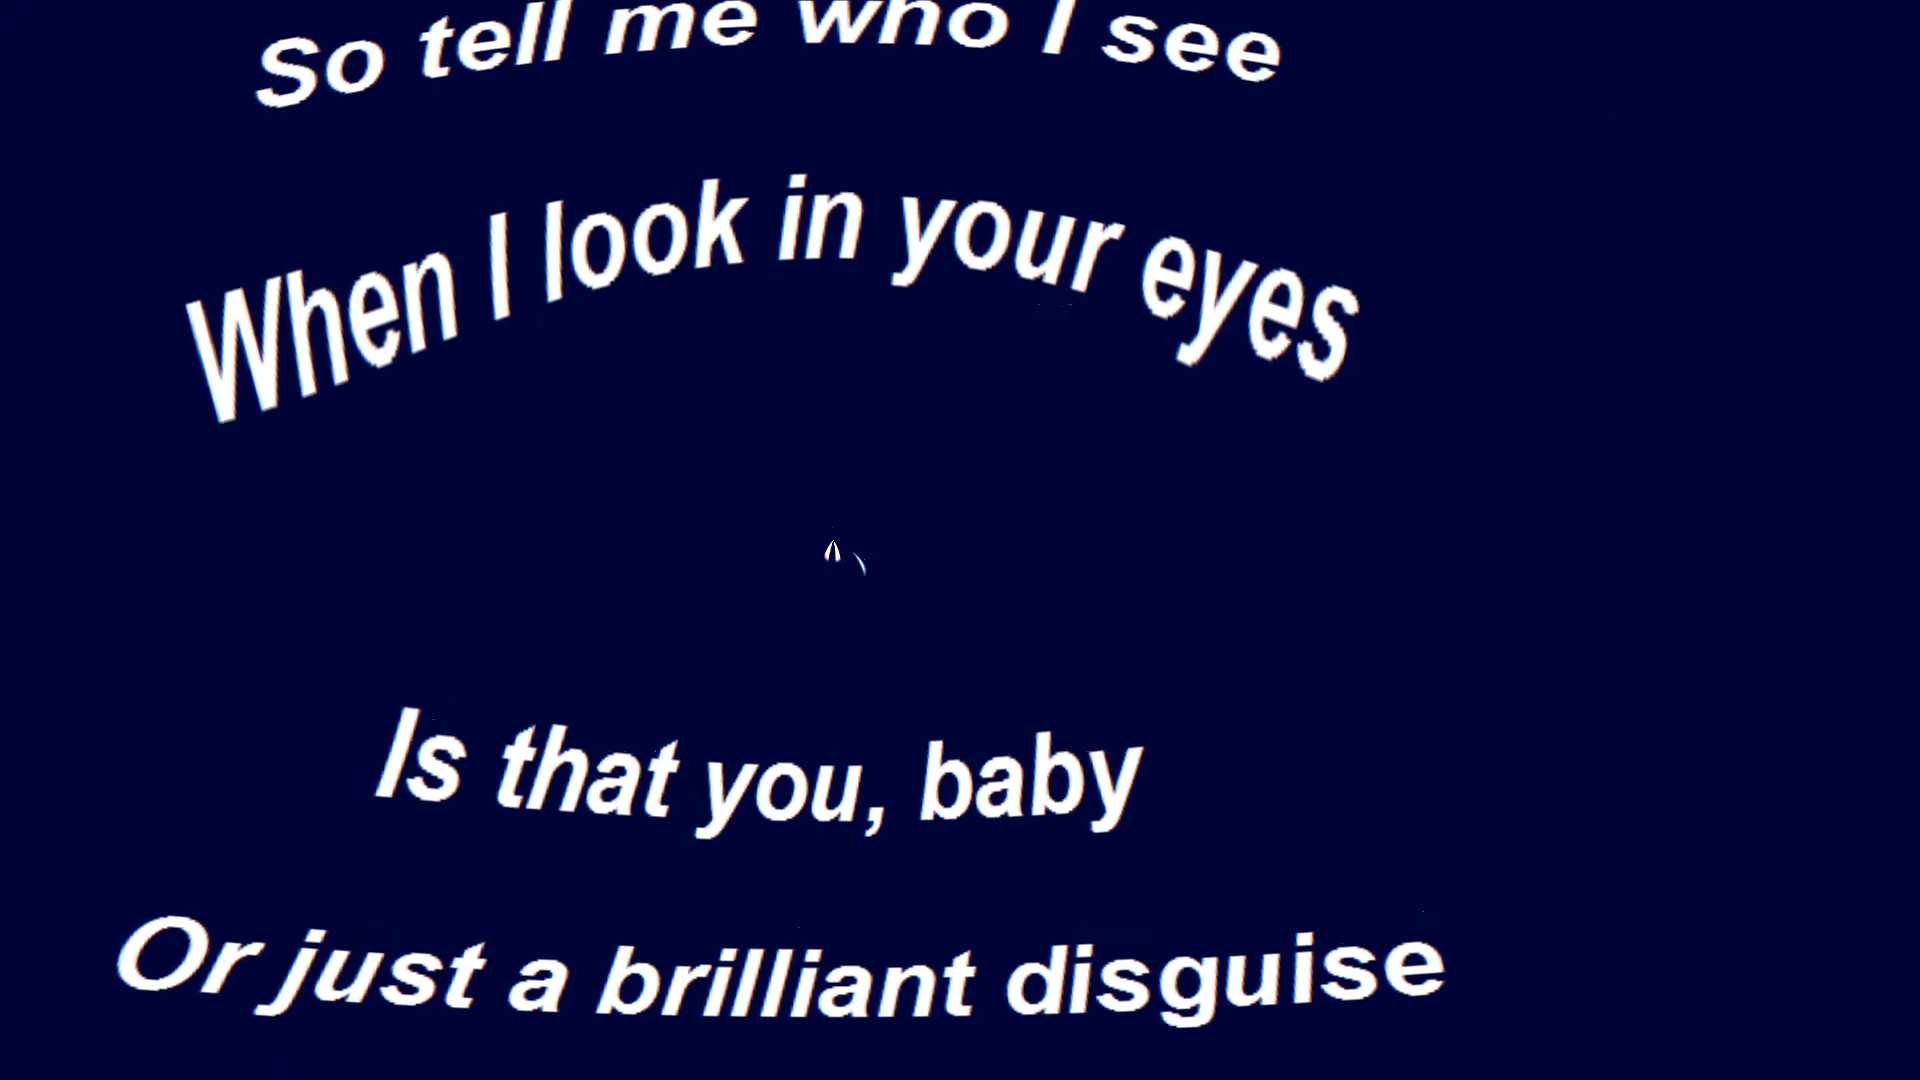 So tell me who I see
When I look in your eyes
Is that you, baby
Or just a brilliant disguise